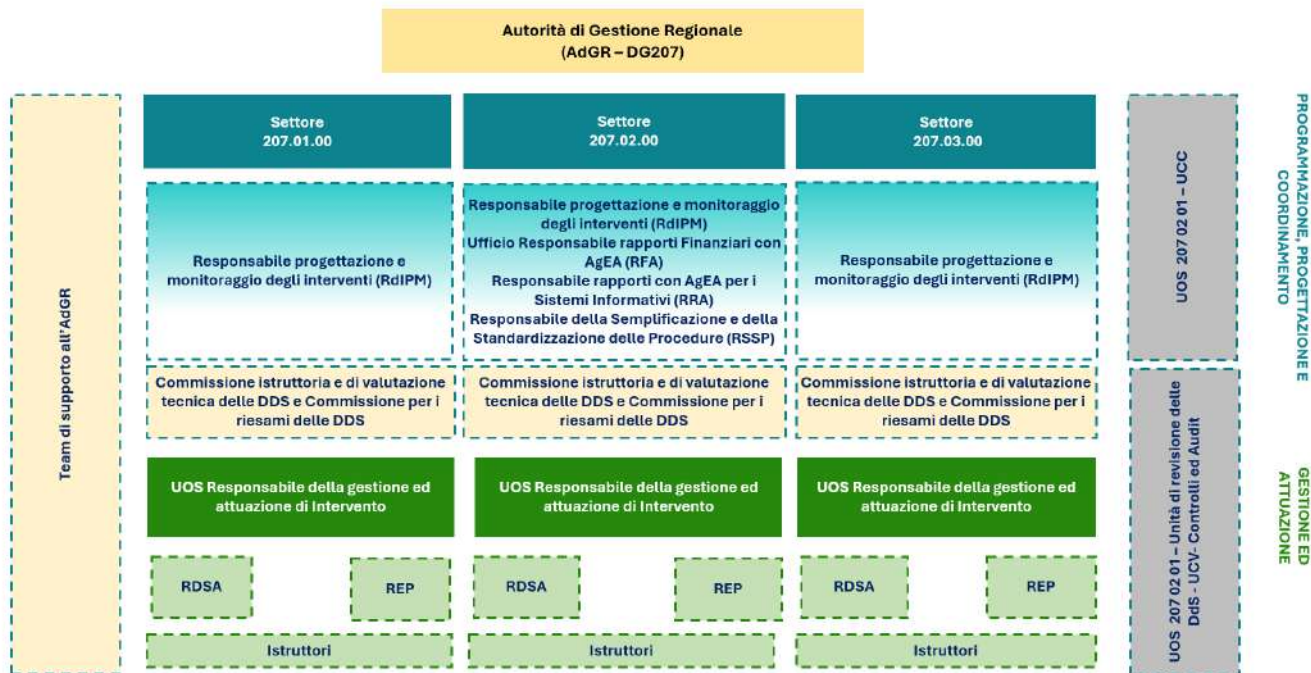 Autorità di Gestione Regionale
(AdGR – DG207)
Team di supporto all'AdGR
Settore
207.01.00
Settore
207.02.00
Settore
207.03.00
Responsabile progettazione e
monitoraggio degli interventi (RdIPM)
Responsabile progettazione e monitoraggio
degli interventi (RdIPM)
Ufficio Responsabile rapporti Finanziari con
AgEA (RFA)
Responsabile rapporti con AgEA per i
Sistemi Informativi (RRA)
Responsabile della Semplificazione e della
Standardizzazione delle Procedure (RSSP)
Responsabile progettazione e
monitoraggio degli interventi (RdIPM)
Commissione istruttoria e di valutazione
tecnica delle DDS e Commissione per i
riesami delle DDS
Commissione istruttoria e di valutazione
tecnica delle DDS e Commissione per i
riesami delle DDS
Commissione istruttoria e di valutazione
tecnica delle DDS e Commissione per i
riesami delle DDS
UOS Responsabile della gestione ed
attuazione di Intervento
UOS Responsabile della gestione ed
attuazione di Intervento
UOS Responsabile della gestione ed
attuazione di Intervento
RDSA
REP
RDSA
REP
RDSA
REP
Istruttori
Istruttori
Istruttori
UOS 207 02 01 – UCC
UOS 207 02 01 – Unità di revisione delle
DdS - UCV- Controlli ed Audit
PROGRAMMAZIONE, PROGETTAZIONE E
COORDINAMENTO
GESTIONE ED
ATTUAZIONE